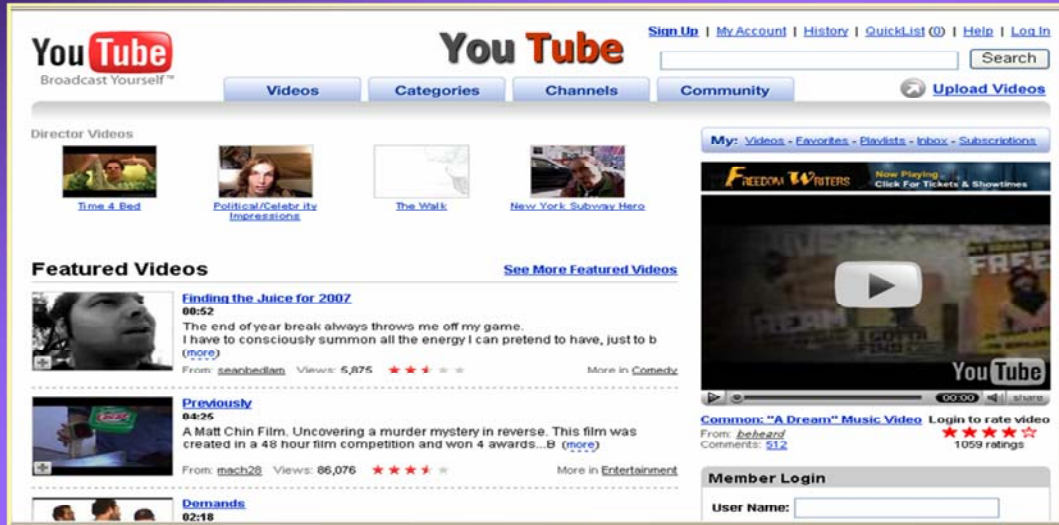 You Tube
Broadcast Yourself™
You Tube
Sign Up | My Account | History | QuickList (0) | Help | Log In
Search
Videos
Categories
Channels
Community
Upload Videos
Director Videos
Time 4 Bed
Political/Celebrity
Impressions
The Walk
New York Subway Hero
Featured Videos
See More Featured Videos
Finding the Juice for 2007
00:52
The end of year break always throws me off my game.
I have to consciously summon all the energy I can pretend to have, just to b
(more)
From: seanbedlam Views: 5,875
More in Comedy
Previously
04:25
A Matt Chin Film. Uncovering a murder mystery in reverse. This film was
created in a 48 hour film competition and won 4 awards...B (more)
From: mach28 Views: 86,076
More in Entertainment
Demands
02:18
My: Videos - Favorites - Playlists - Inbox - Subscriptions
FREEDOM WRITERS
Now Playing
Click For Tickets & Showtimes
FREE
You Tube
00:00
share
Common: "A Dream" Music Video
Login to rate video
From: beheard
Comments: 512
1059 ratings
Member Login
User Name: